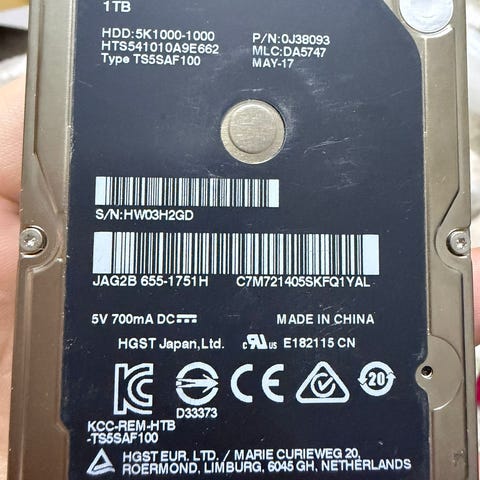 1TB
HDD:5K1000-1000
HTS541010A9E662
Type TS5SAF100
P/N:0J38093
MLC:DA5747
MAY-17
S/N:HW03H2GD
JAG2B 655-1751H C7M721405SKFQ1YAL
5V 700mA DC
MADE IN CHINA
HGST Japan,Ltd.
c RU us E182115 CN
D33373
20
KCC-REM-HTB
-TS5SAF100
HGST EUR. LTD. / MARIE CURIEWEG 20,
ROERMOND, LIMBURG, 6045 GH, NETHERLANDS